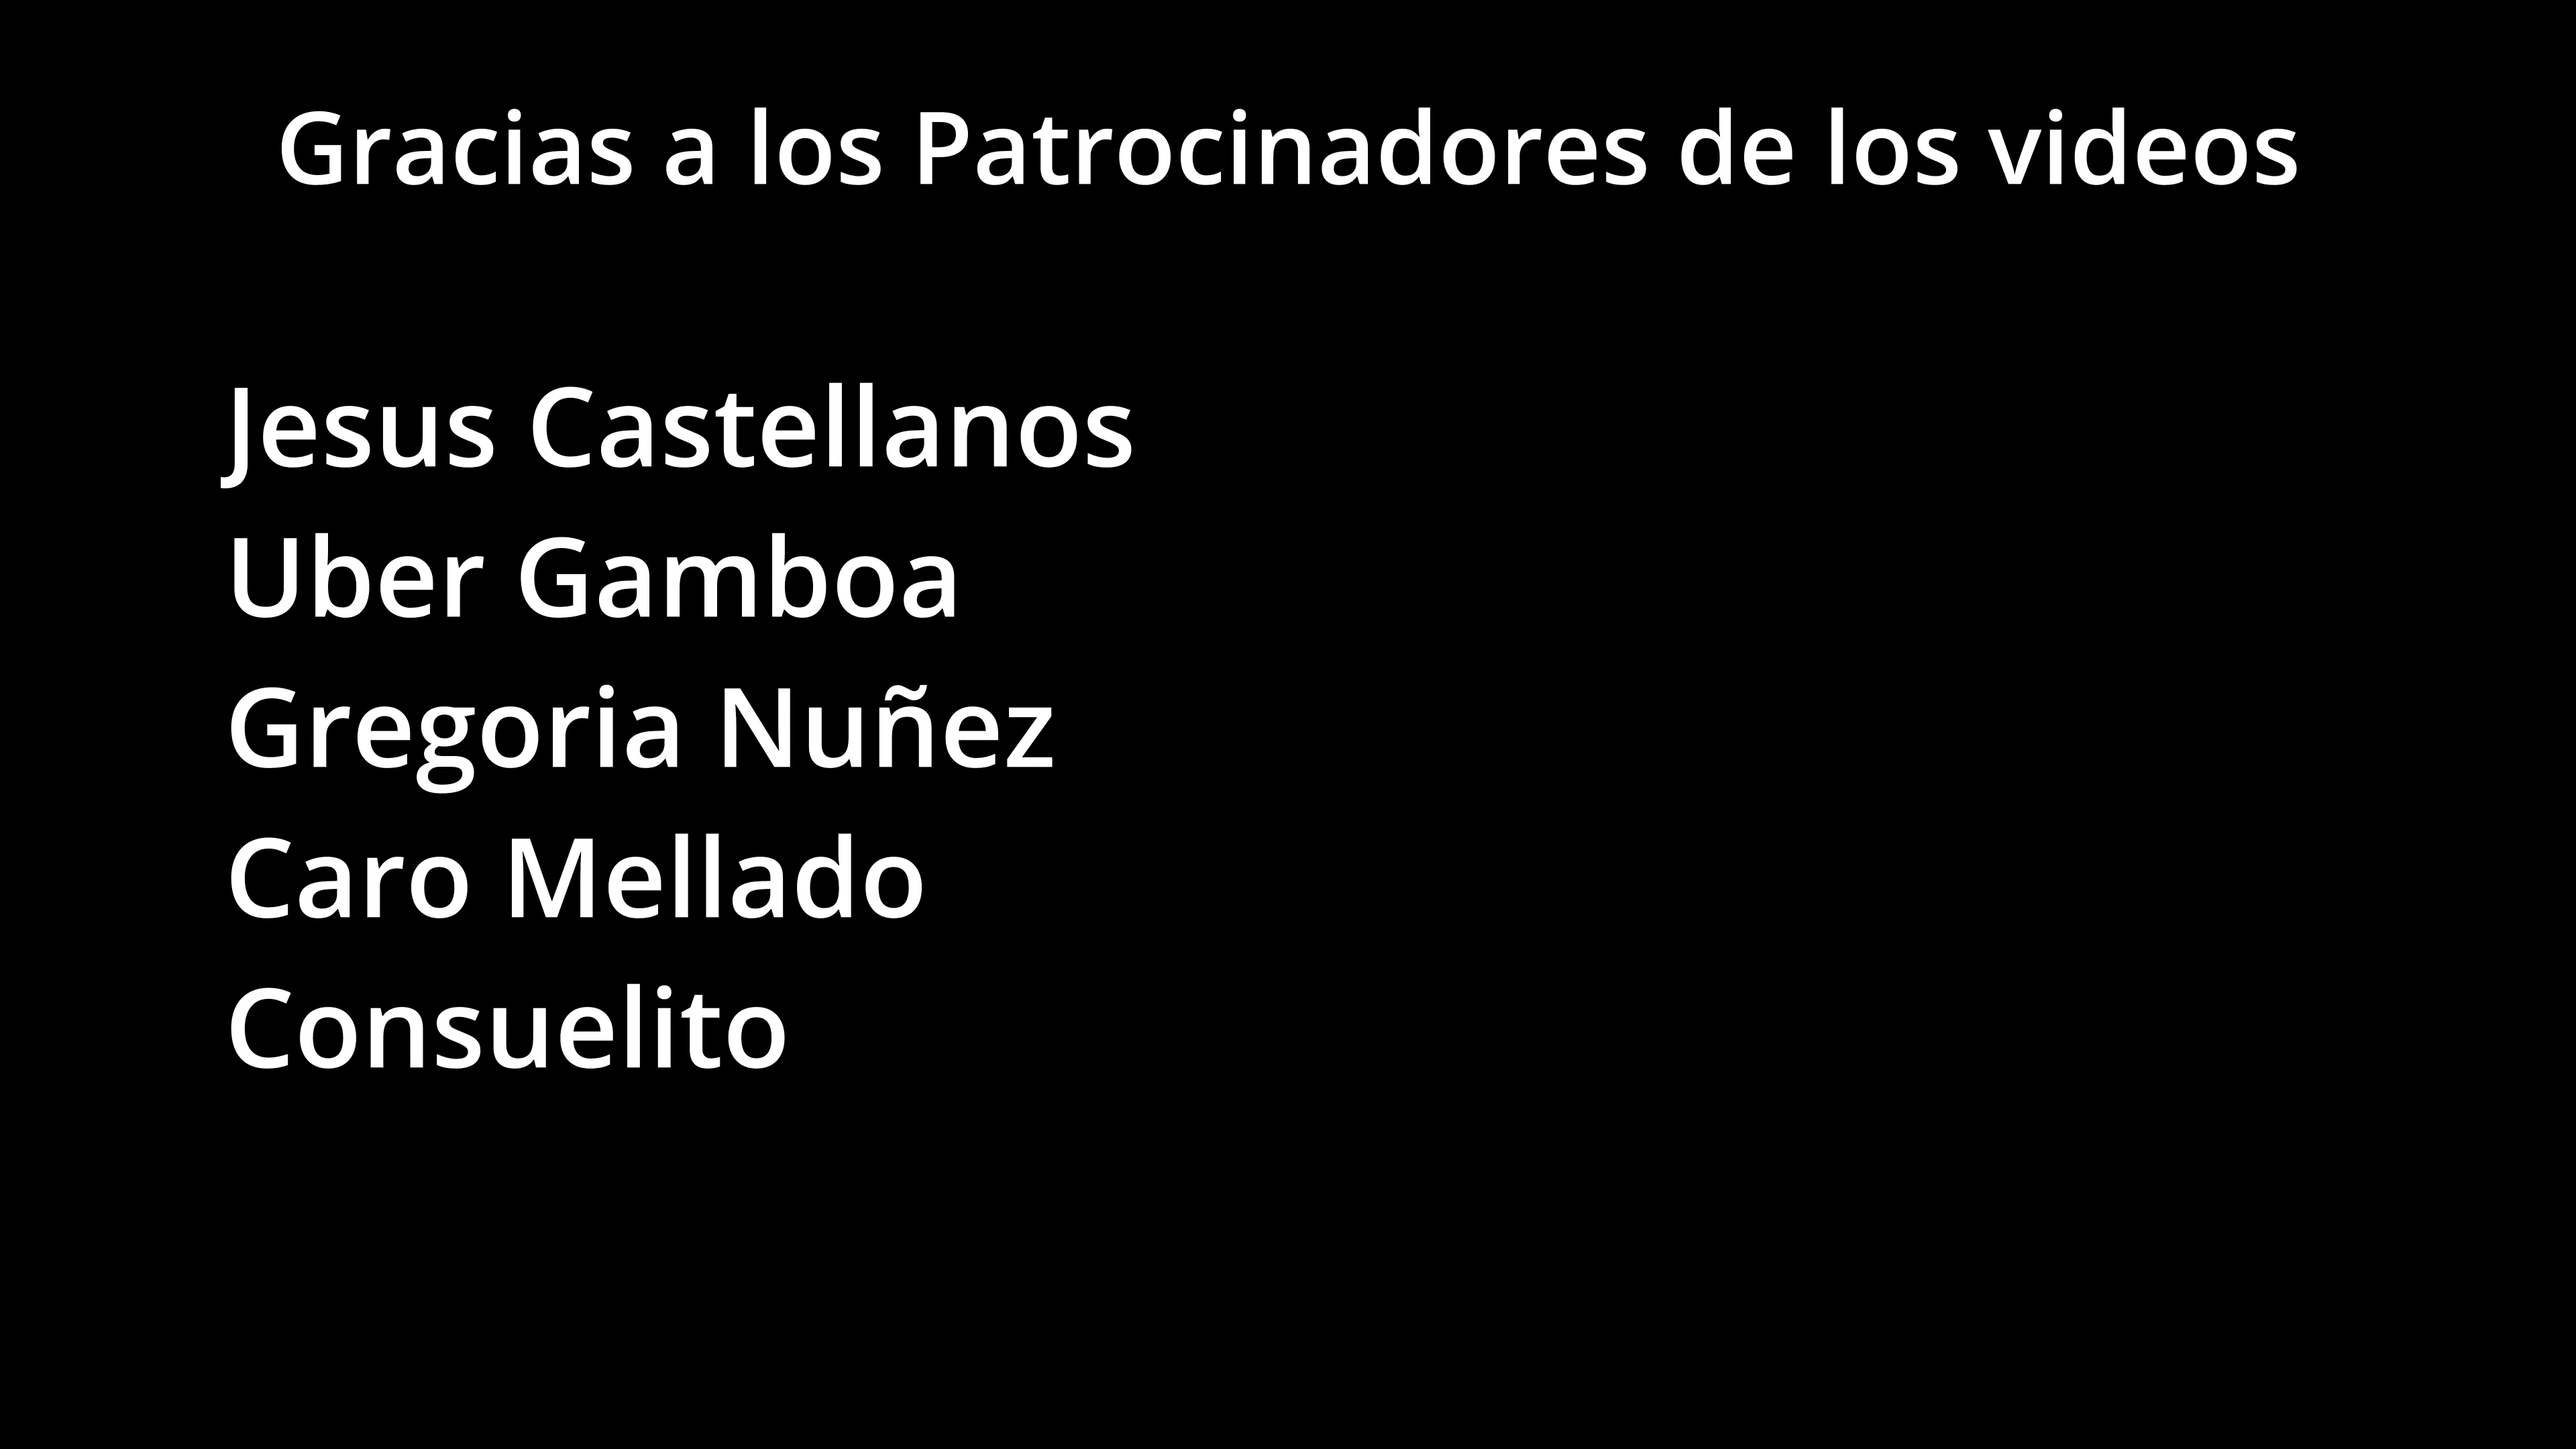 Gracias a los Patrocinadores de los videos
Jesus Castellanos
Uber Gamboa
Gregoria Nuñez
Caro Mellado
Consuelito